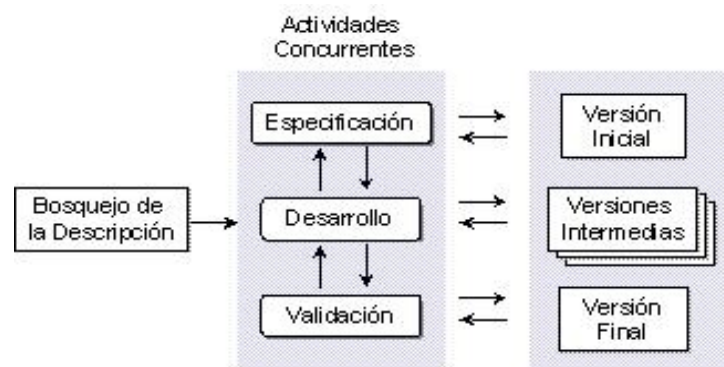 Actividades
Concurrentes
Especificación
Versión
Inicial
Bosquejo de
la Descripción
Desarrollo
Versiones
Intermedias
Validación
Versión
Final